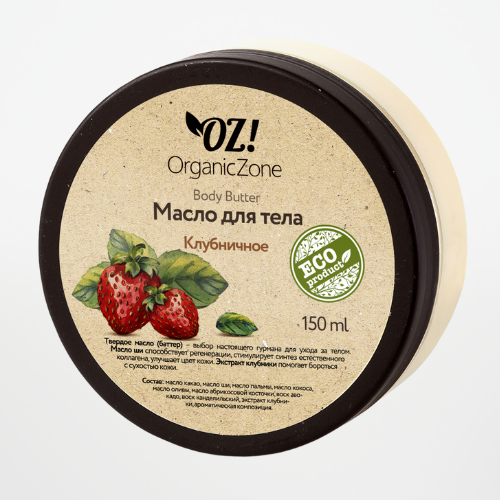 OZ!
OrganicZone
Body Butter
Масло для тела
Клубничное
ECO
product
150 ml
Твердое масло (баттер) – выбор настоящего гурмана для ухода за телом.
Масло ши способствует регенерации, стимулирует синтез естественного
коллагена, улучшает цвет кожи. Экстракт клубники помогает бороться
с сухостью кожи.
Состав: масло какао, масло ши, масло пальмы, масло кокоса,
масло оливы, масло абрикосовой косточки, воск аво-
кадо, воск канделильский, экстракт клубни-
ки, ароматическая композиция.